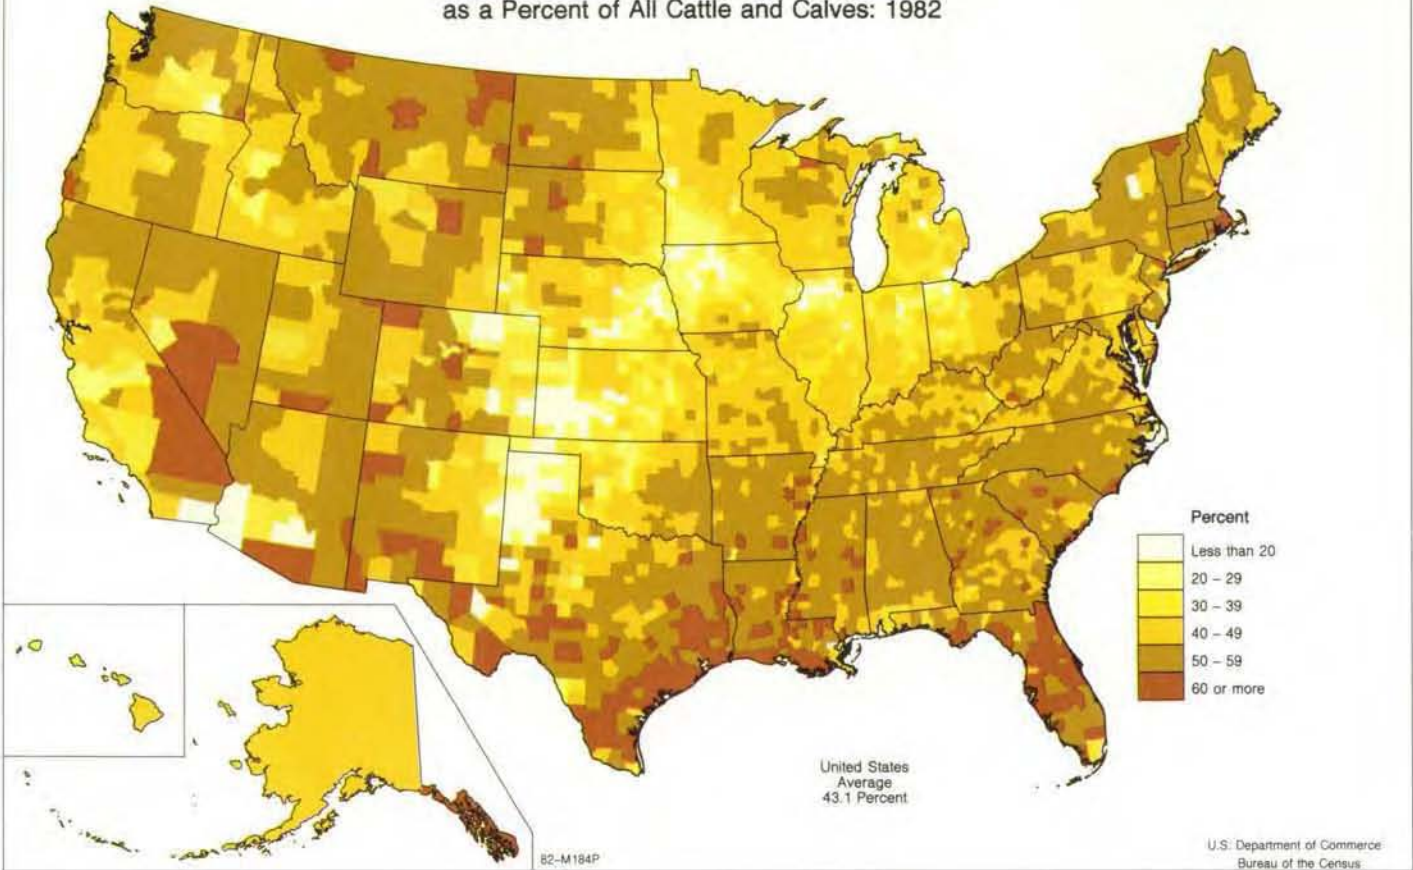 as a Percent of All Cattle and Calves: 1982
Percent
Less than 20
20 – 29
30 – 39
40 – 49
50 – 59
60 or more
United States
Average
43.1 Percent
82-M184P
U.S. Department of Commerce
Bureau of the Census